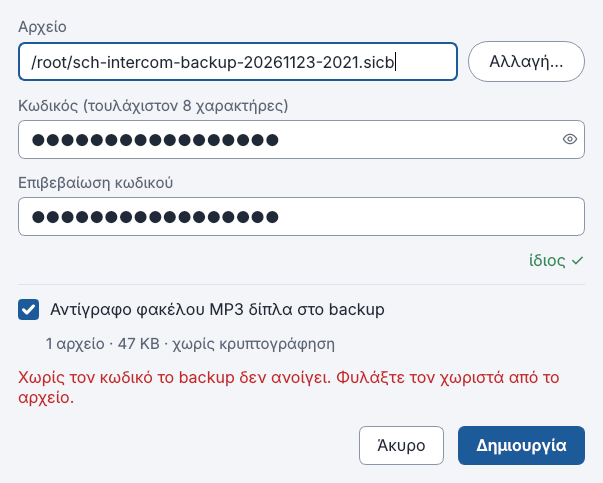 Αρχείο
/root/sch-intercom-backup-20261123-2021.sicb
Αλλαγή...
Κωδικός (τουλάχιστον 8 χαρακτήρες)
●●●●●●●●●●●●●●●●●
Επιβεβαίωση κωδικού
●●●●●●●●●●●●●●●●●
ίδιος ✓
Αντίγραφο φακέλου MP3 δίπλα στο backup
1 αρχείο · 47 KB · χωρίς κρυπτογράφηση
Χωρίς τον κωδικό το backup δεν ανοίγει. Φυλάξτε τον χωριστά από το
αρχείο.
Άκυρο
Δημιουργία